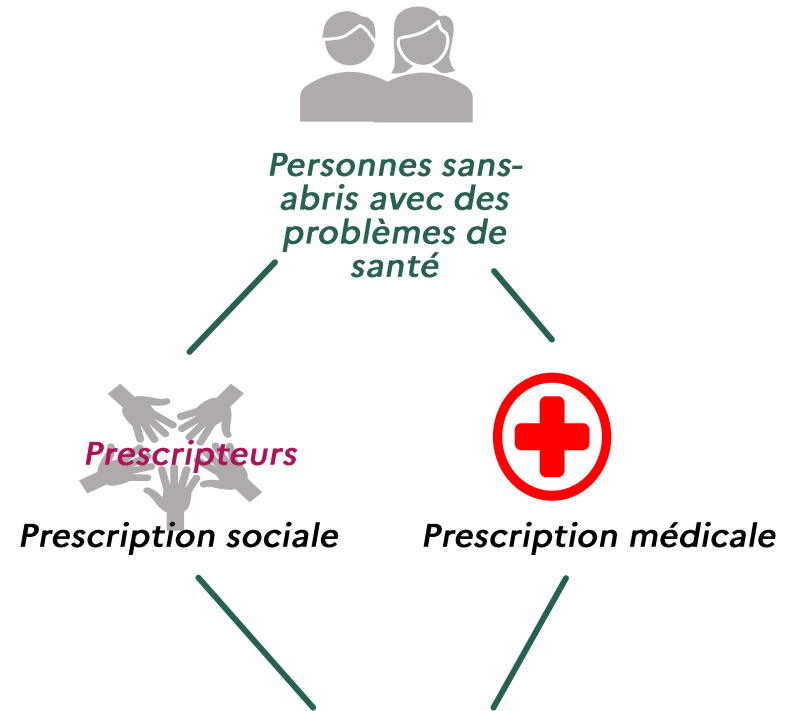 Personnes sans-
abris avec des
problèmes de
santé
Prescripteurs
Prescription sociale
Prescription médicale